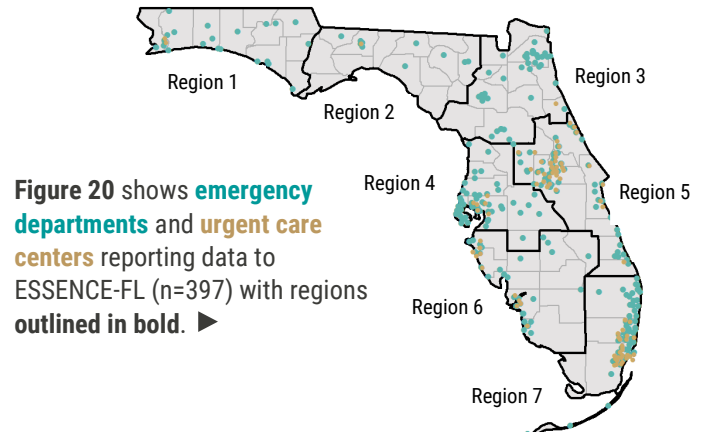 Region 1
Region 2
Region 3
Region 4
Region 5
Figure 20 shows emergency
departments and urgent care
centers reporting data to
ESSENCE-FL (n=397) with regions
outlined in bold. ►
Region 6
Region 7